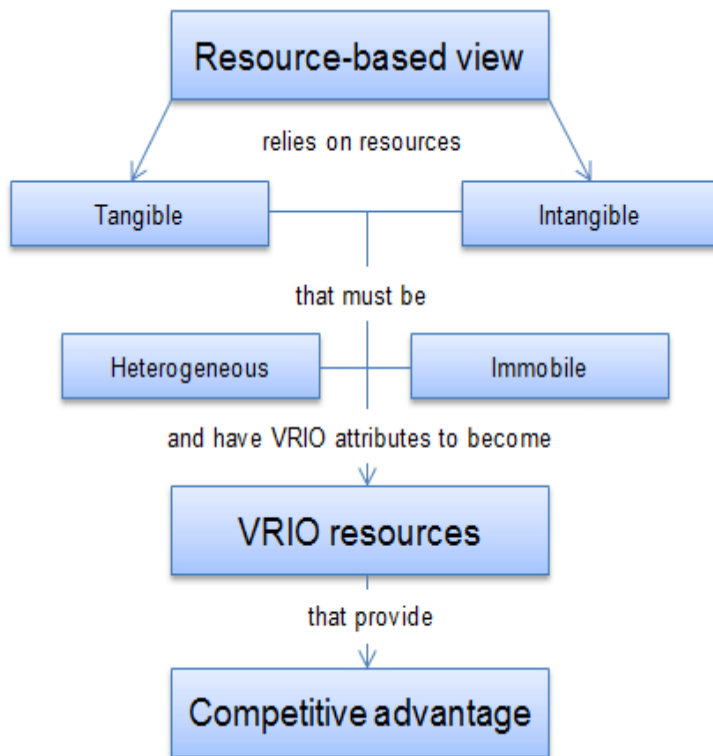 Resource-based view
relies on resources
Tangible
Intangible
that must be
Heterogeneous
Immobile
and have VRIO attributes to become
VRIO resources
that provide
Competitive advantage